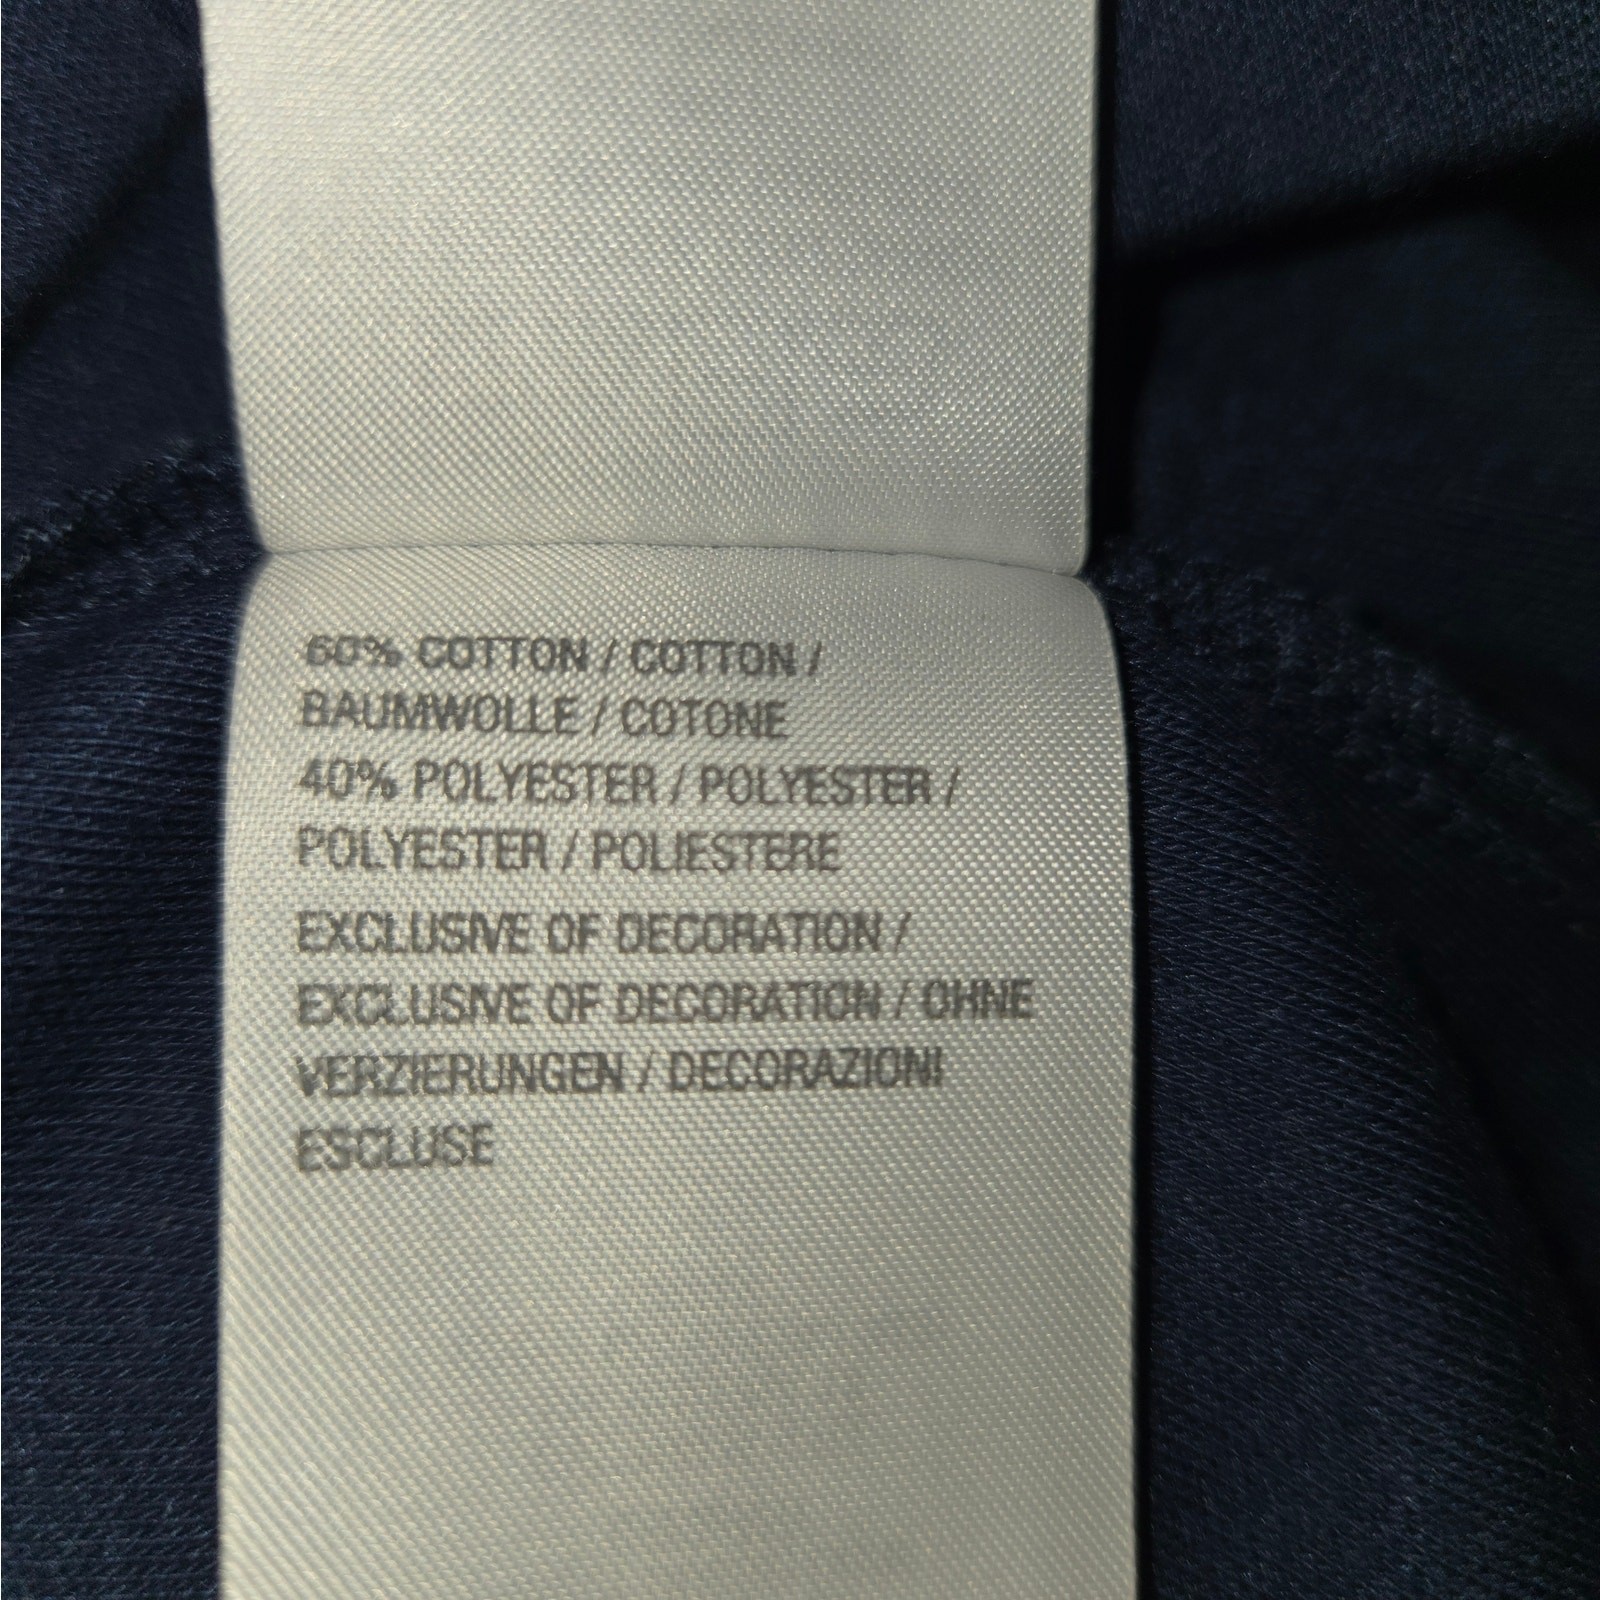 60% COTTON / COTTON /
BAUMWOLLE / COTONE
40% POLYESTER / POLYESTER /
POLYESTER / POLIESTERE
EXCLUSIVE OF DECORATION /
EXCLUSIVE OF DECORATION / OHNE
VERZIERUNGEN / DECORAZIONI
ESCLUSE